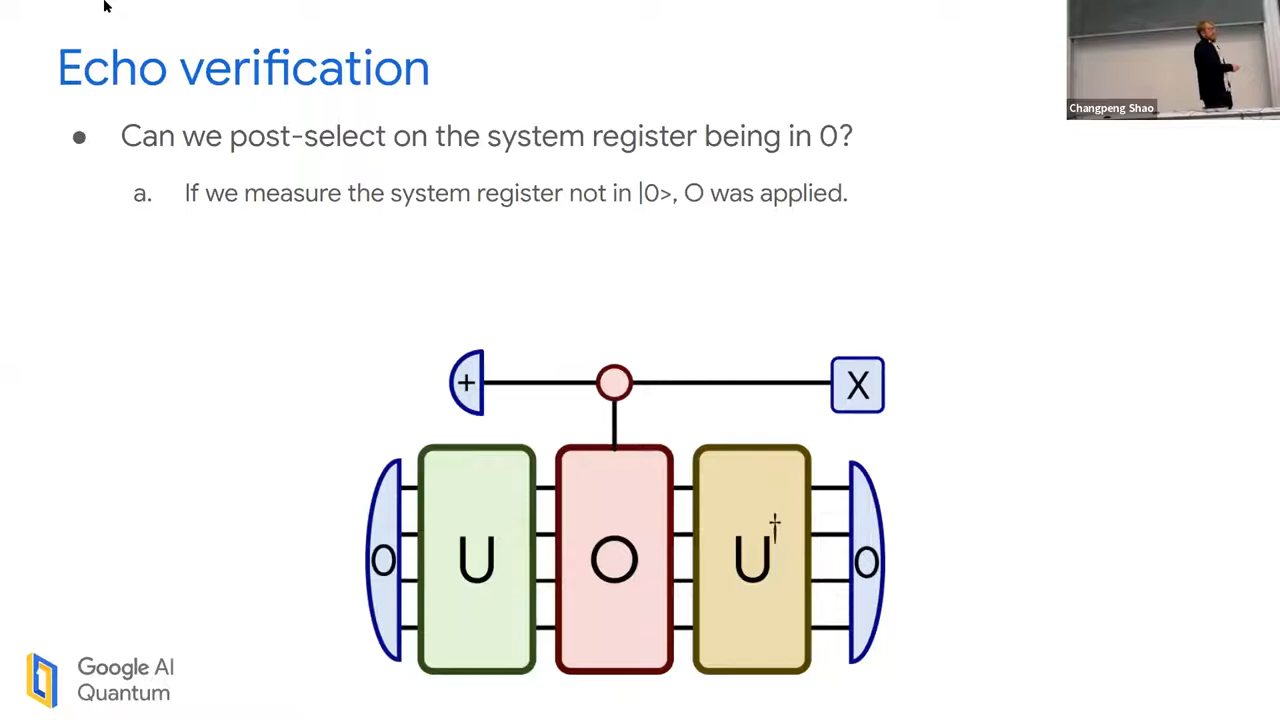 Echo verification
Changpeng Shao
● Can we post-select on the system register being in 0?
a. If we measure the system register not in |0>, O was applied.
+ X
0 U O U† 0
Google AI
Quantum